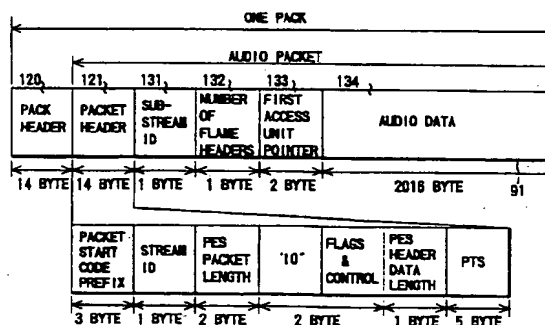 ONE PACK
AUDIO PACKET
120 121 131 132 133 134
PACK HEADER
PACKET HEADER
SUB-STREAM ID
NUMBER OF FLAME HEADERS
FIRST ACCESS UNIT POINTER
AUDIO DATA
14 BYTE 14 BYTE 1 BYTE 1 BYTE 2 BYTE 2016 BYTE 91
PACKET START CODE PREFIX
STREAM ID
PES PACKET LENGTH
"10"
FLAGS & CONTROL
PES HEADER DATA LENGTH
PTS
3 BYTE 1 BYTE 2 BYTE 2 BYTE 1 BYTE 5 BYTE